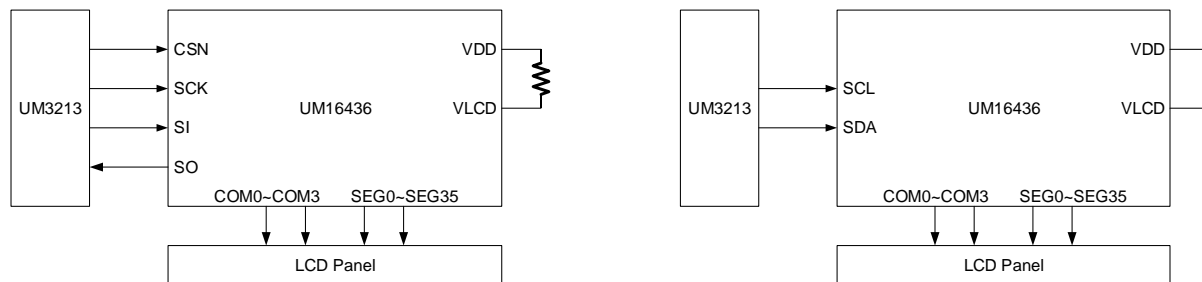 CSN
VDD
SCK
UM3213
UM16436
VLCD
SI
SO
COM0~COM3 SEG0~SEG35
LCD Panel
VDD
SCL
UM3213
UM16436
VLCD
SDA
COM0~COM3 SEG0~SEG35
LCD Panel